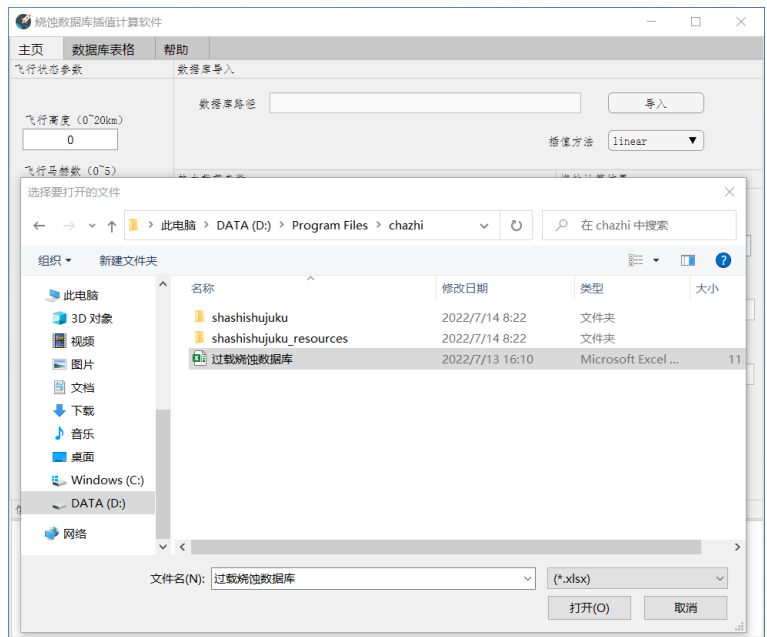 烧蚀数据库插值计算软件
主页 数据库表格 帮助
飞行状态参数 数据库导入
数据库路径 导入
飞行高度（0~20km）
0
插值方法 linear
飞行马赫数（0~5）
选择要打开的文件
此电脑 > DATA (D:) > Program Files > chazhi
在 chazhi 中搜索
组织 新建文件夹
名称 修改日期 类型 大小
此电脑
3D 对象
视频
图片
文档
下载
音乐
桌面
Windows (C:)
DATA (D:)
网络
shashishujuku 2022/7/14 8:22 文件夹
shashishujuku_resources 2022/7/14 8:22 文件夹
过载烧蚀数据库 2022/7/13 16:10 Microsoft Excel ... 11
文件名(N): 过载烧蚀数据库 (*.xlsx)
打开(O) 取消